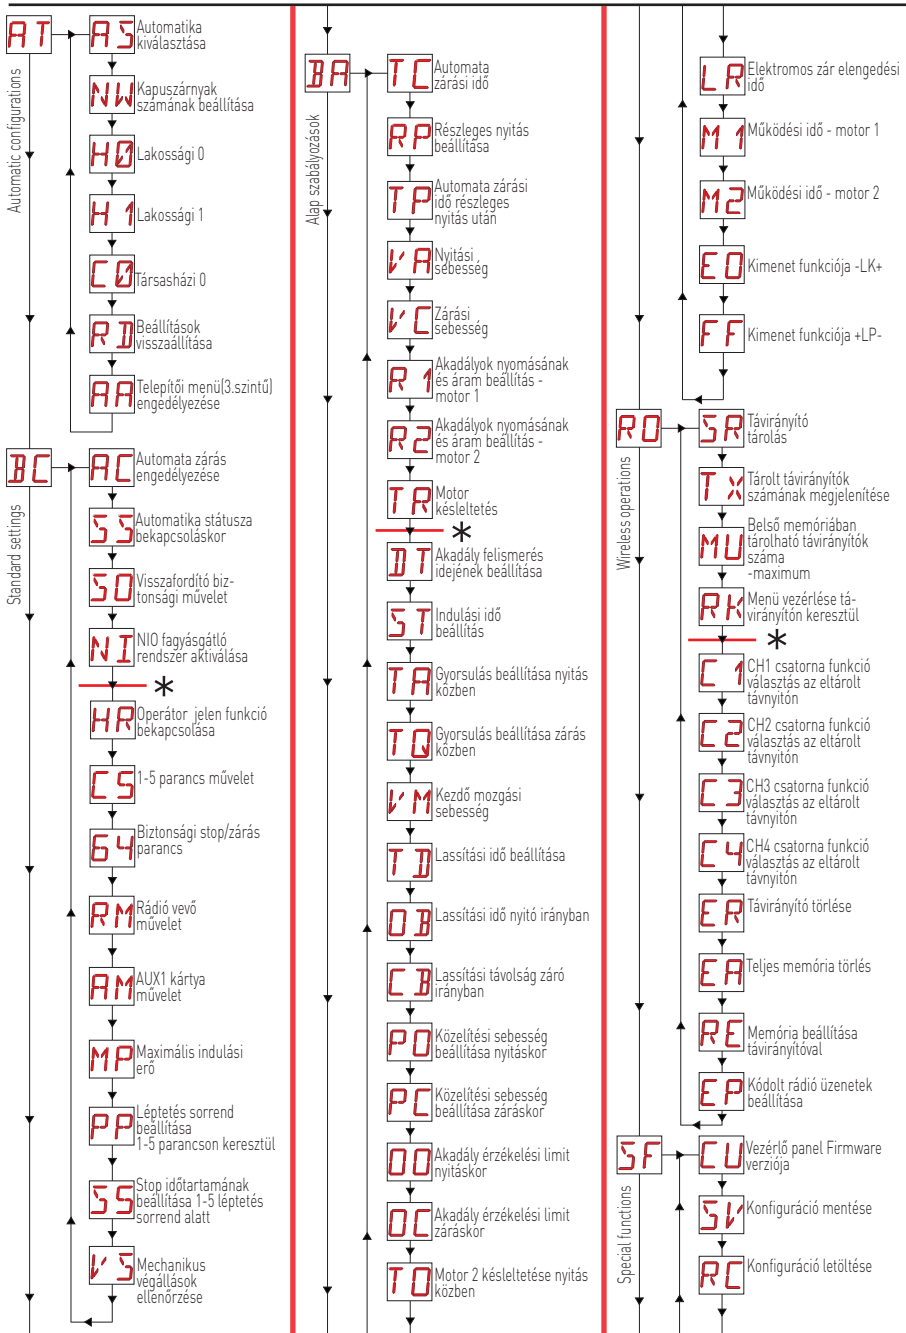 AT
Automatic configurations
AS
Automatika
kiválasztása
NW
Kapuszárnyak
számának beállítása
H0
Lakossági 0
H1
Lakossági 1
C0
Társasházi 0
RD
Beállítások
visszaállítása
AA
Telepítői menü(3.szintű)
engedélyezése
BC
Standard settings
AC
Automata zárás
engedélyezése
SS
Automatika státusza
bekapcsoláskor
SO
Visszafordító biz-
tonsági művelet
NI
NIO fagyásgátló
rendszer aktiválása
*
HR
Operátor jelen funkció
bekapcsolása
C5
1-5 parancs művelet
64
Biztonsági stop/zárás
parancs
RM
Rádió vevő
művelet
AM
AUX1 kártya
művelet
MP
Maximális indulási
erő
PP
Léptetés sorrend
beállítása
1-5 parancson keresztül
S5
Stop időtartamának
beállítása 1-5 léptetés
sorrend alatt
VS
Mechanikus
végállások
ellenőrzése
BA
Alap szabályozások
TC
Automata
zárási idő
RP
Részleges nyitás
beállítása
TP
Automata zárási
idő részleges
nyitás után
VA
Nyitási
sebesség
VC
Zárási
sebesség
R1
Akadályok nyomásának
és áram beállítás -
motor 1
R2
Akadályok nyomásának
és áram beállítás -
motor 2
TR
Motor
késleltetés
*
DT
Akadály felismerés
idejének beállítása
ST
Indulási idő
beállítás
TA
Gyorsulás beállítása nyitás
közben
TQ
Gyorsulás beállítása zárás
közben
VM
Kezdő mozgási
sebesség
TD
Lassítási idő beállítása
OB
Lassítási idő nyitó irányban
CB
Lassítási távolság záró
irányban
PO
Közelítési sebesség
beállítása nyitáskor
PC
Közelítési sebesség
beállítása záráskor
OO
Akadály érzékelési limit
nyitáskor
OC
Akadály érzékelési limit
záráskor
TO
Motor 2 késleltetése nyitás
közben
LR
Elektromos zár elengedési
idő
M1
Működési idő - motor 1
M2
Működési idő - motor 2
EO
Kimenet funkciója -LK+
FF
Kimenet funkciója +LP-
RO
Wireless operations
SR
Távirányító
tárolás
TX
Tárolt távirányítók
számának megjelenítése
MU
Belső memóriában
tárolható távirányítók
száma
-maximum
RK
Menü vezérlése tá-
virányítón keresztül
*
C1
CH1 csatorna funkció
választás az eltárolt
távnyitón
C2
CH2 csatorna funkció
választás az eltárolt
távnyitón
C3
CH3 csatorna funkció
választás az eltárolt
távnyitón
C4
CH4 csatorna funkció
választás az eltárolt
távnyitón
ER
Távirányító törlése
EA
Teljes memória törlés
RE
Memória beállítása
távirányítóval
EP
Kódolt rádió üzenetek
beállítása
SF
Special functions
CU
Vezérlő panel Firmware
verziója
SV
Konfiguráció mentése
RC
Konfiguráció letöltése